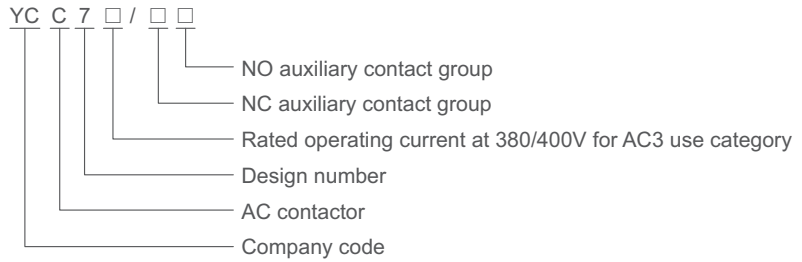 YC C 7 □ / □ □
NO auxiliary contact group
NC auxiliary contact group
Rated operating current at 380/400V for AC3 use category
Design number
AC contactor
Company code